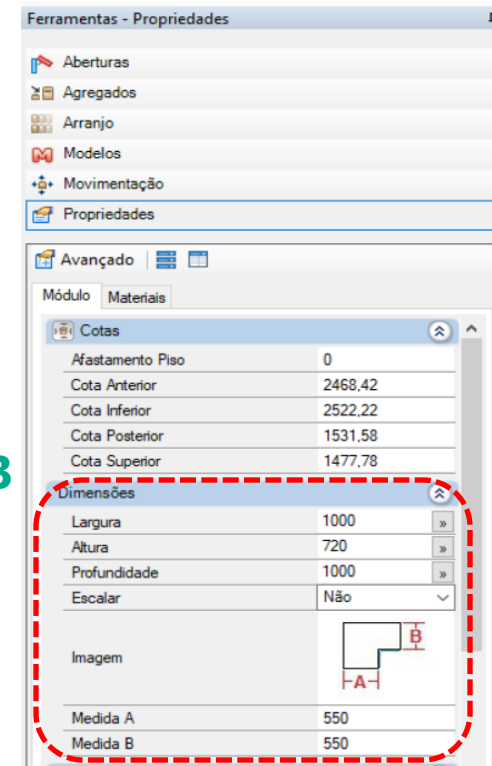 Ferramentas - Propriedades
Aberturas
Agregados
Arranjo
Modelos
Movimentação
Propriedades
Avançado
Módulo Materiais
Cotas
Afastamento Piso 0
Cota Anterior 2468,42
Cota Inferior 2522,22
Cota Posterior 1531,58
Cota Superior 1477,78
3
Dimensões
Largura 1000 »
Altura 720 »
Profundidade 1000 »
Escalar Não
Imagem
B
A
Medida A 550
Medida B 550